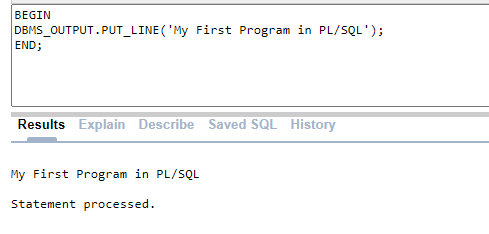 BEGIN
DBMS_OUTPUT.PUT_LINE('My First Program in PL/SQL');
END;
Results Explain Describe Saved SQL History
My First Program in PL/SQL
Statement processed.